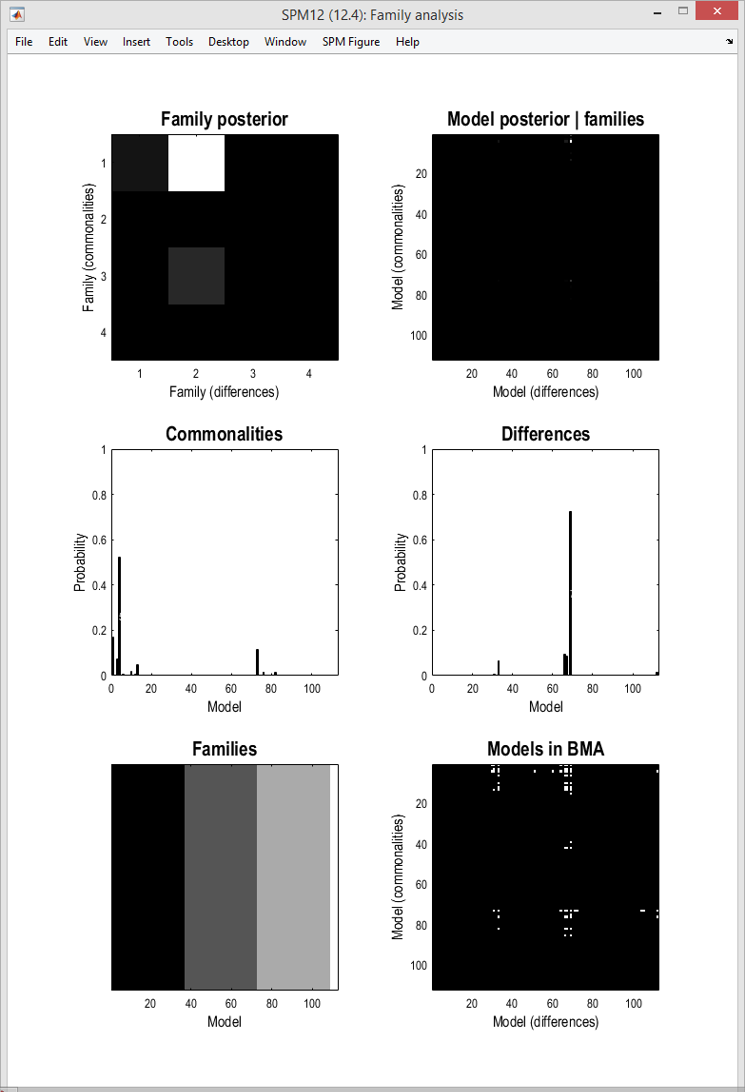 SPM12 (12.4): Family analysis
File Edit View Insert Tools Desktop Window SPM Figure Help
Family posterior
Family (commonalities)
1
2
3
4
1 2 3 4
Family (differences)
Model posterior | families
Model (commonalities)
20
40
60
80
100
20 40 60 80 100
Model (differences)
Commonalities
Probability
1
0.8
0.6
0.4
0.2
0
0 20 40 60 80 100
Model
Differences
Probability
1
0.8
0.6
0.4
0.2
0
0 20 40 60 80 100
Model
Families
20 40 60 80 100
Model
Models in BMA
Model (commonalities)
20
40
60
80
100
20 40 60 80 100
Model (differences)